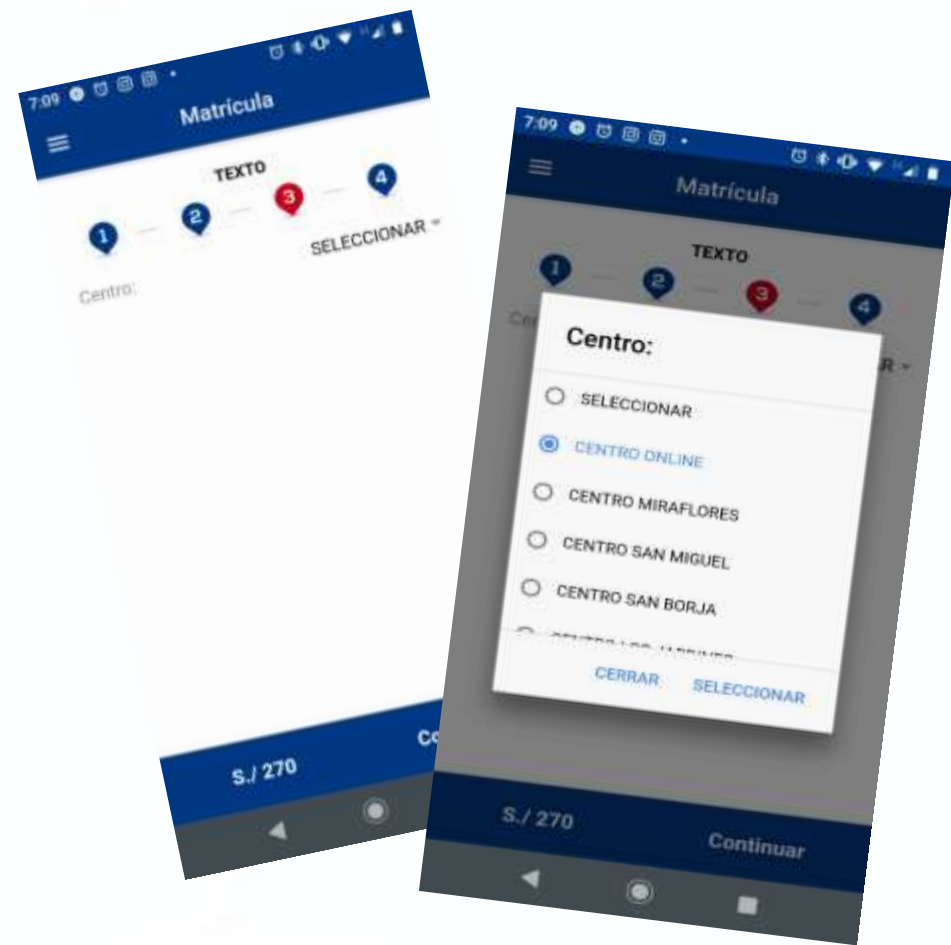 7:09
Matrícula
TEXTO
1
2
3
4
SELECCIONAR
Centro:
S./ 270
7:09
Matrícula
TEXTO
1
2
3
4
Centro:
SELECCIONAR
CENTRO ONLINE
CENTRO MIRAFLORES
CENTRO SAN MIGUEL
CENTRO SAN BORJA
CERRAR
SELECCIONAR
S./ 270
Continuar